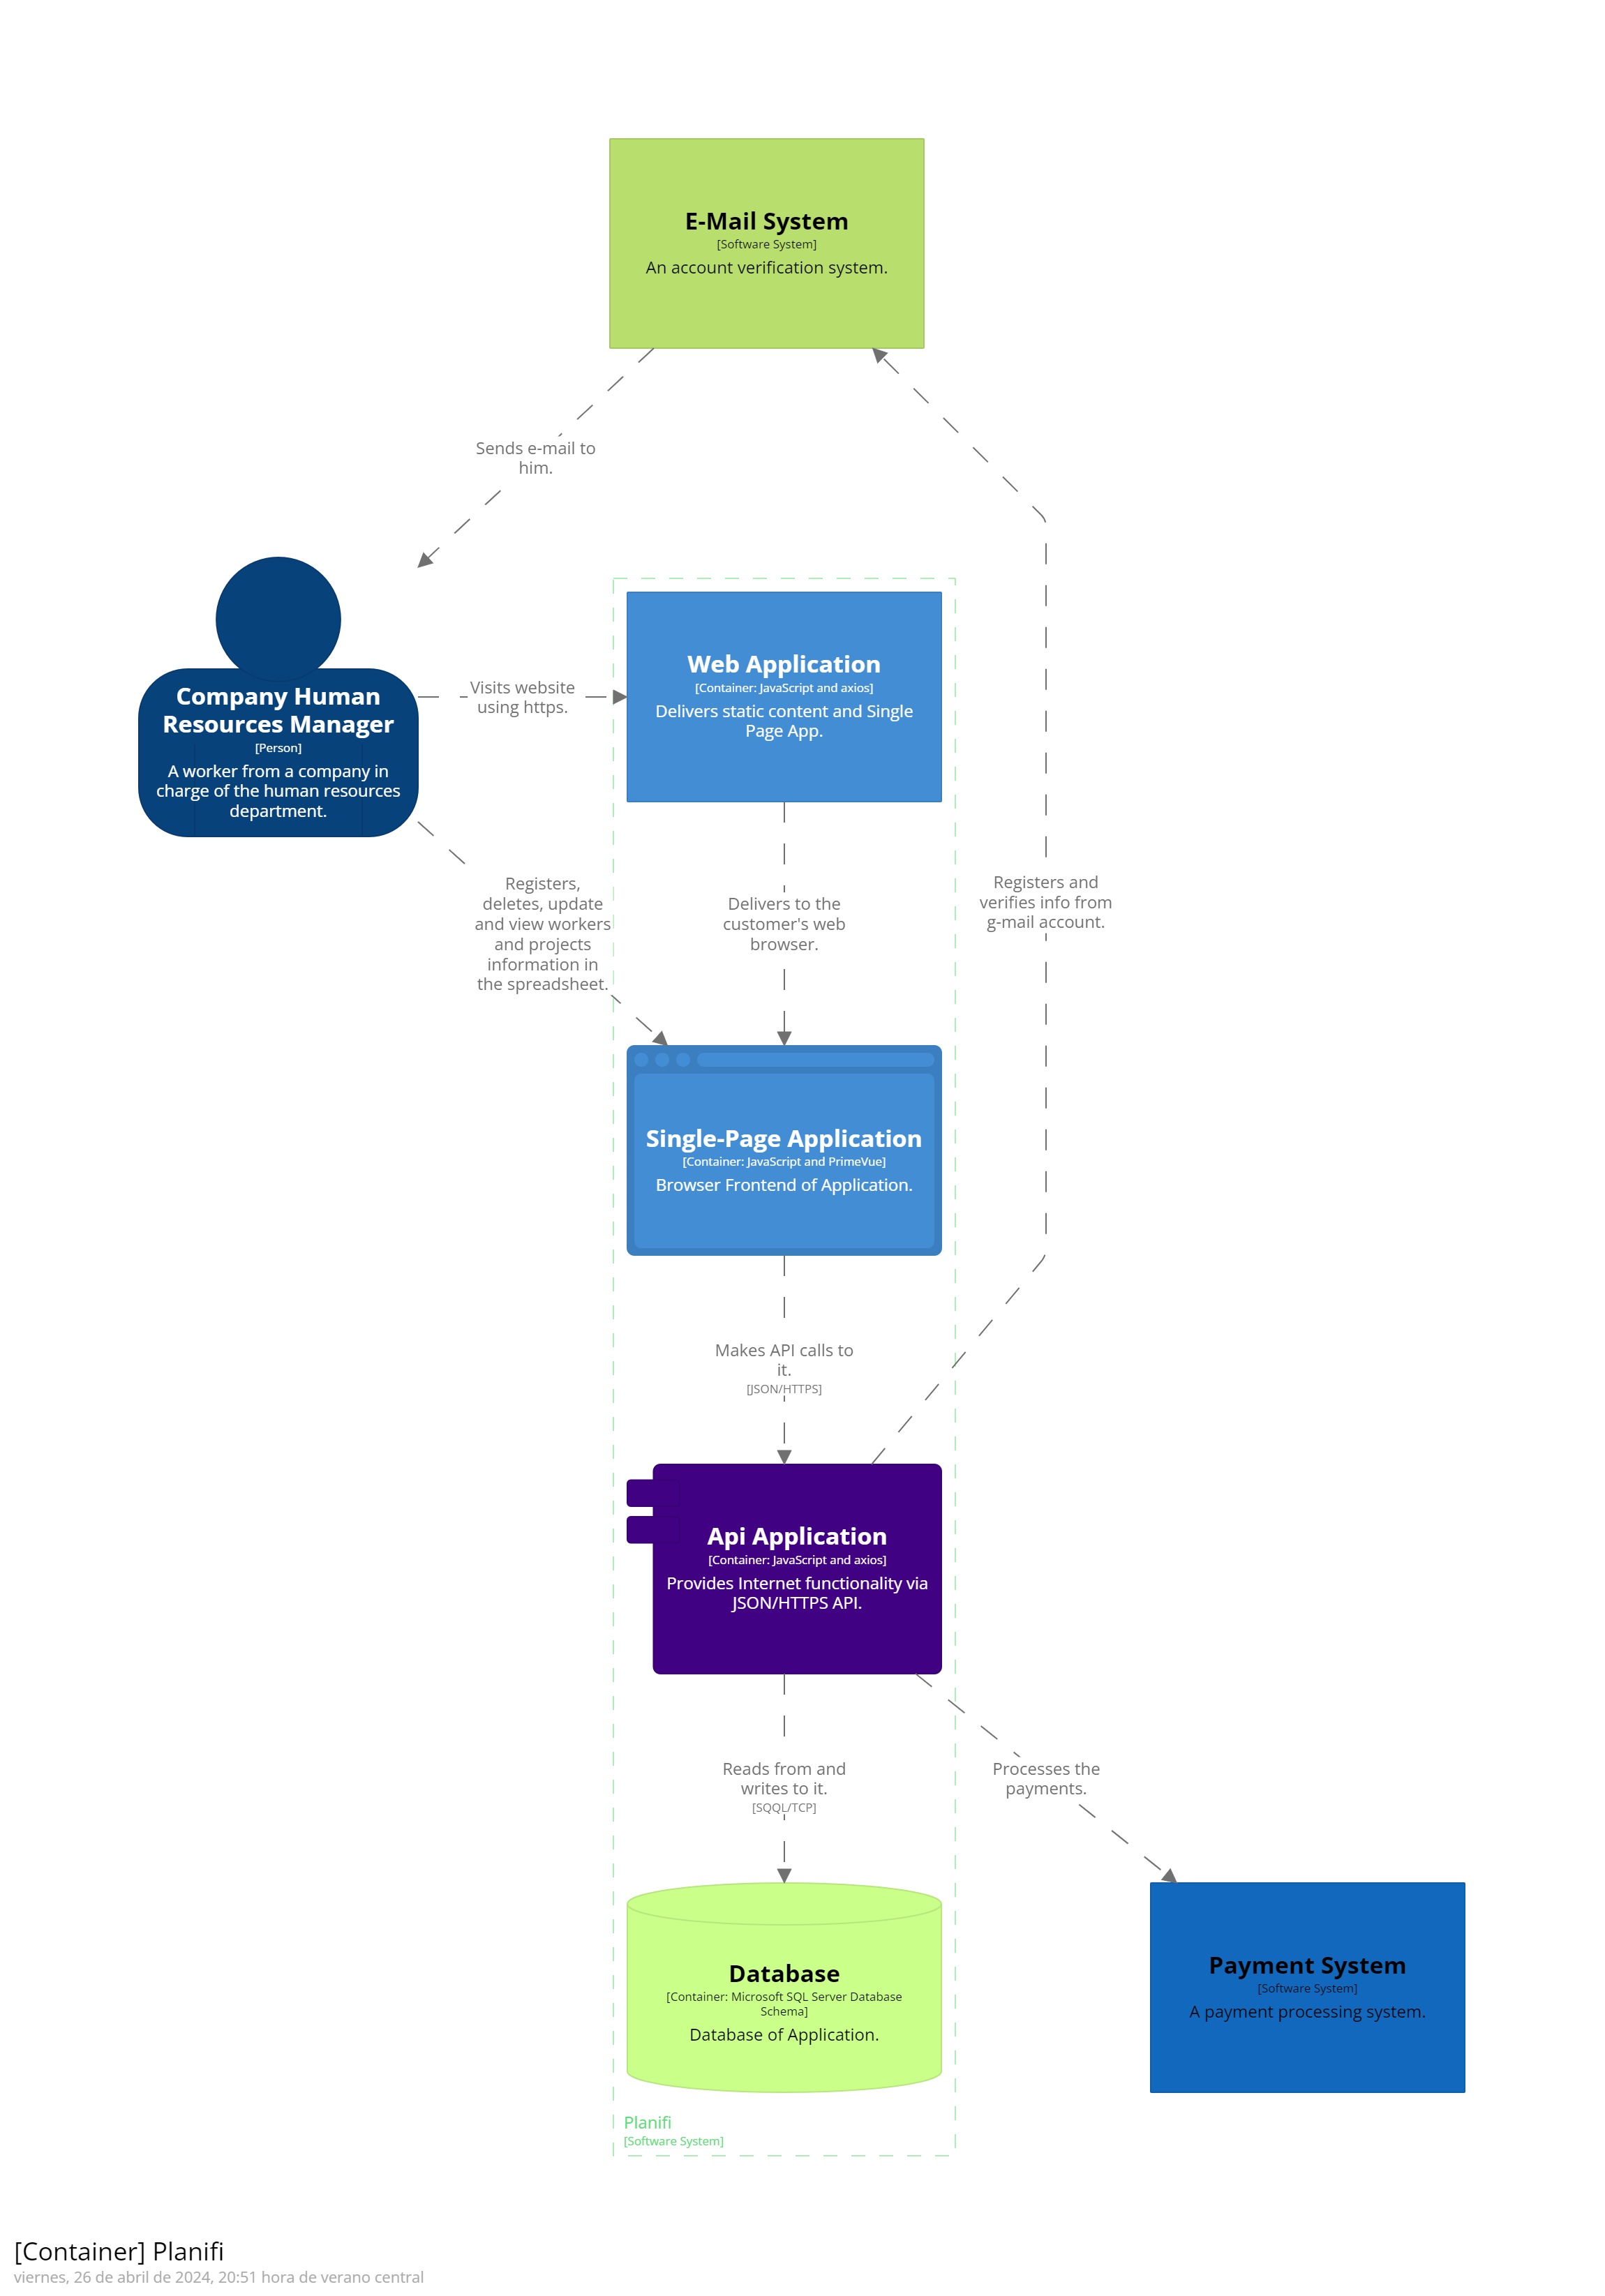 E-Mail System
[Software System]
An account verification system.
Sends e-mail to
him.
Company Human
Resources Manager
[Person]
A worker from a company in
charge of the human resources
department.
Visits website
using https.
Web Application
[Container: JavaScript and axios]
Delivers static content and Single
Page App.
Registers,
deletes, update
and view workers
and projects
information in
the spreadsheet.
Delivers to the
customer's web
browser.
Registers and
verifies info from
g-mail account.
Single-Page Application
[Container: JavaScript and PrimeVue]
Browser Frontend of Application.
Makes API calls to
it.
[JSON/HTTPS]
Api Application
[Container: JavaScript and axios]
Provides Internet functionality via
JSON/HTTPS API.
Reads from and
writes to it.
[SQQL/TCP]
Processes the
payments.
Database
[Container: Microsoft SQL Server Database
Schema]
Database of Application.
Payment System
[Software System]
A payment processing system.
Planifi
[Software System]
[Container] Planifi
viernes, 26 de abril de 2024, 20:51 hora de verano central